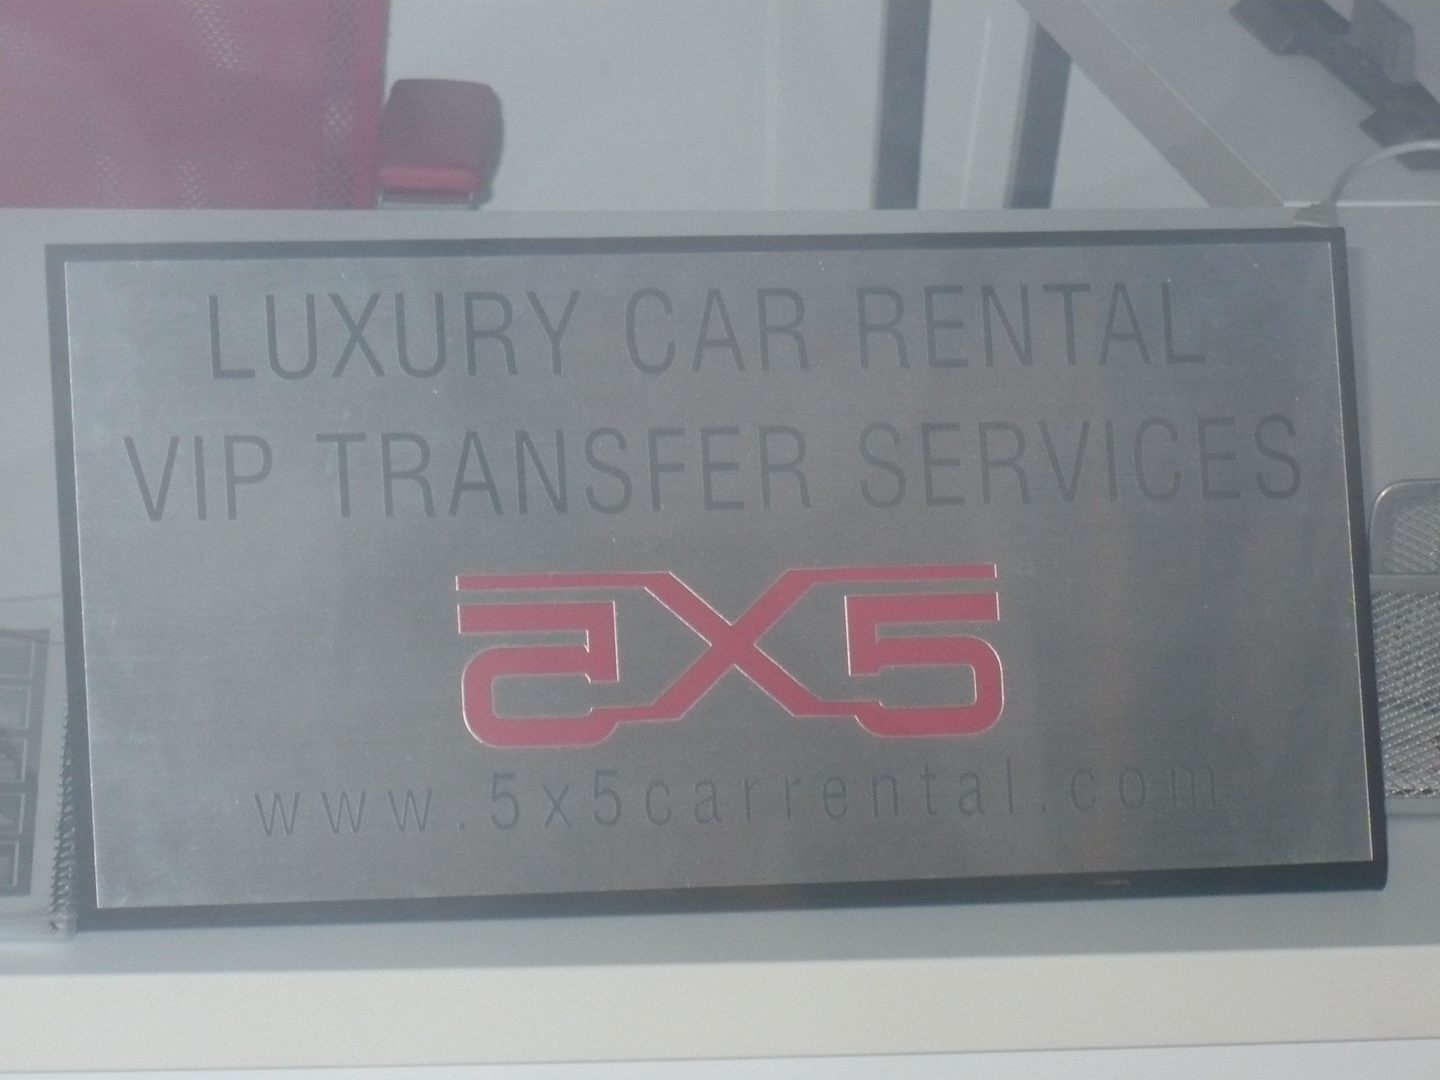 LUXURY CAR RENTAL
VIP TRANSFER SERVICES
5X5
www.5x5carrental.com